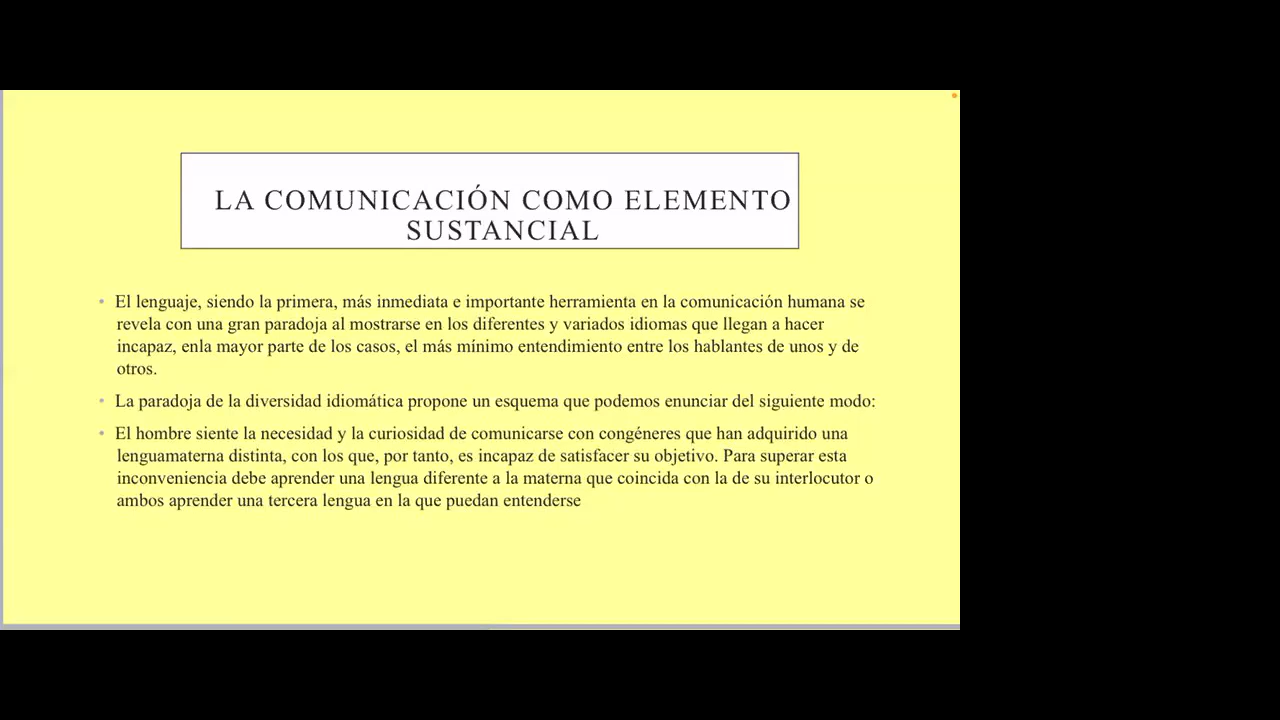 LA COMUNICACIÓN COMO ELEMENTO
SUSTANCIAL
• El lenguaje, siendo la primera, más inmediata e importante herramienta en la comunicación humana se
revela con una gran paradoja al mostrarse en los diferentes y variados idiomas que llegan a hacer
incapaz, enla mayor parte de los casos, el más mínimo entendimiento entre los hablantes de unos y de
otros.
• La paradoja de la diversidad idiomática propone un esquema que podemos enunciar del siguiente modo:
• El hombre siente la necesidad y la curiosidad de comunicarse con congéneres que han adquirido una
lenguamaterna distinta, con los que, por tanto, es incapaz de satisfacer su objetivo. Para superar esta
inconveniencia debe aprender una lengua diferente a la materna que coincida con la de su interlocutor o
ambos aprender una tercera lengua en la que puedan entenderse